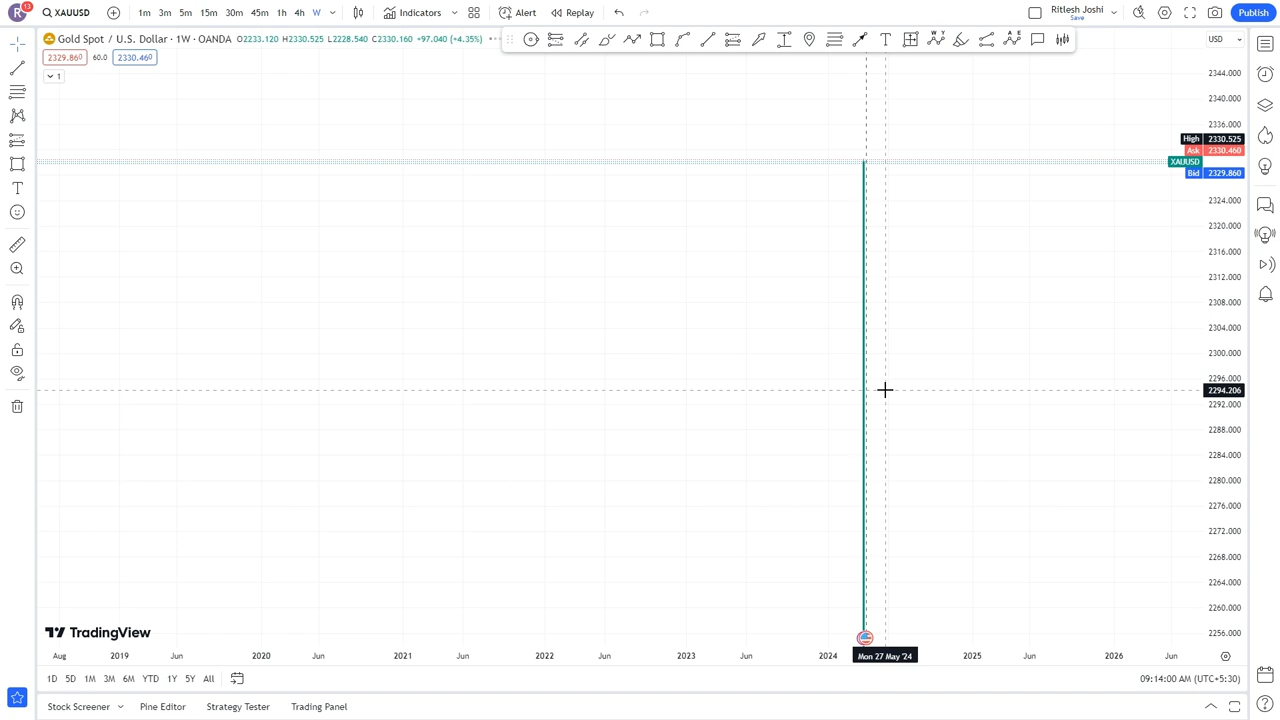 R 13 XAUUSD 1m 3m 5m 15m 30m 45m 1h 4h W Indicators Alert Replay Ritlesh Joshi Save Publish
Gold Spot / U.S. Dollar · 1W · OANDA O2233.120 H2330.525 L2228.540 C2330.160 +97.040 (+4.35%) USD
2329.860 60.0 2330.460
1
2344.000
2340.000
2336.000
High 2330.525
Ask 2330.460
XAUUSD
Bid 2329.860
2324.000
2320.000
2316.000
2312.000
2308.000
2304.000
2300.000
2296.000
2294.206
2292.000
2288.000
2284.000
2280.000
2276.000
2272.000
2268.000
2264.000
2260.000
2256.000
TradingView
Aug 2019 Jun 2020 Jun 2021 Jun 2022 Jun 2023 Jun 2024 Mon 27 May '24 2025 Jun 2026 Jun
1D 5D 1M 3M 6M YTD 1Y 5Y All 09:14:00 AM (UTC+5:30)
Stock Screener Pine Editor Strategy Tester Trading Panel